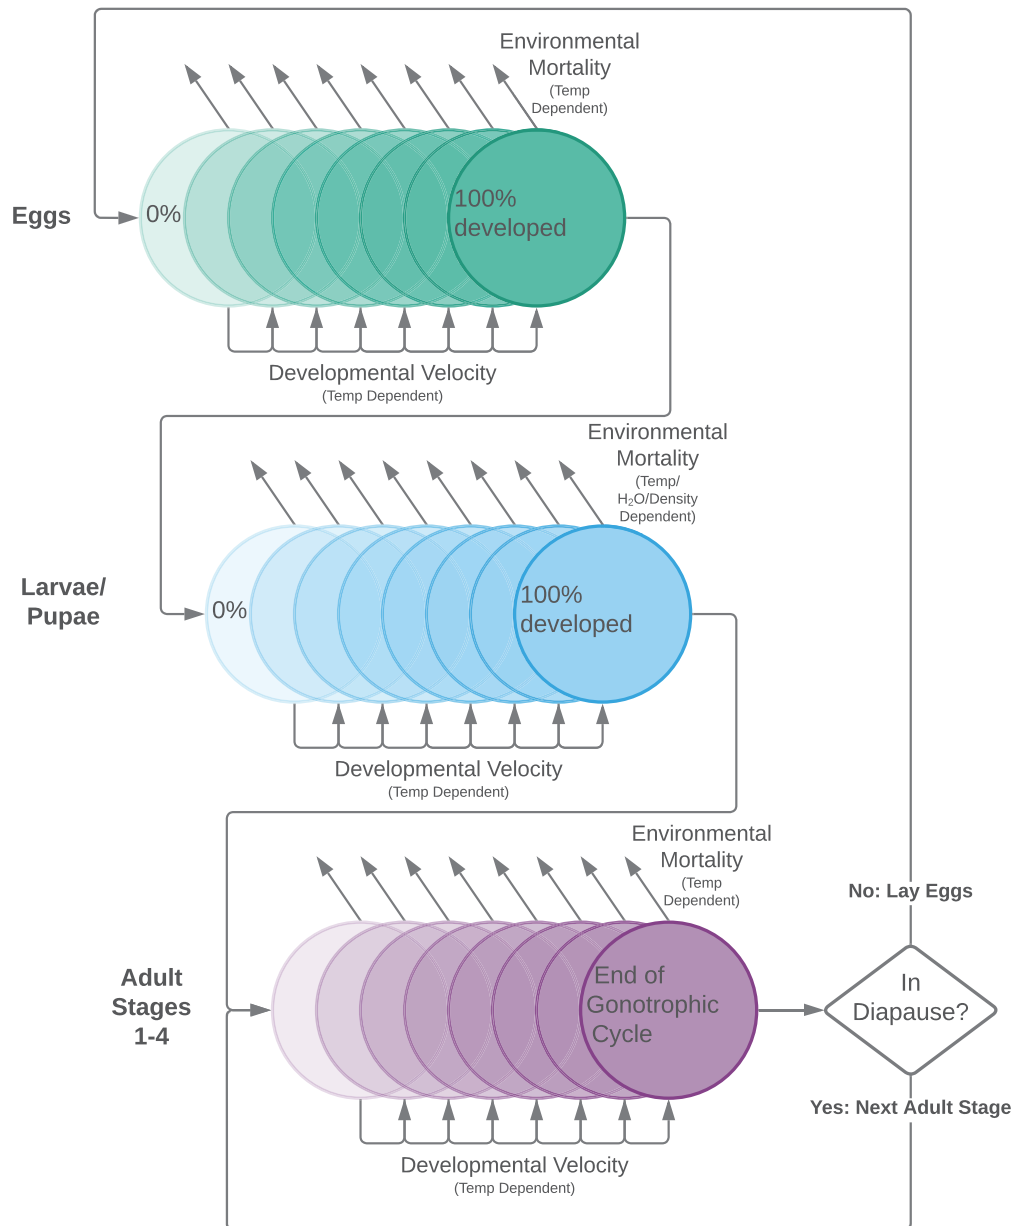 Environmental
Mortality
(Temp
Dependent)
Eggs
0%
100%
developed
Developmental Velocity
(Temp Dependent)
Environmental
Mortality
(Temp/
H₂O/Density
Dependent)
Larvae/
Pupae
0%
100%
developed
Developmental Velocity
(Temp Dependent)
Environmental
Mortality
(Temp
Dependent)
No: Lay Eggs
Adult
Stages
1-4
End of
Gonotrophic
Cycle
In
Diapause?
Yes: Next Adult Stage
Developmental Velocity
(Temp Dependent)